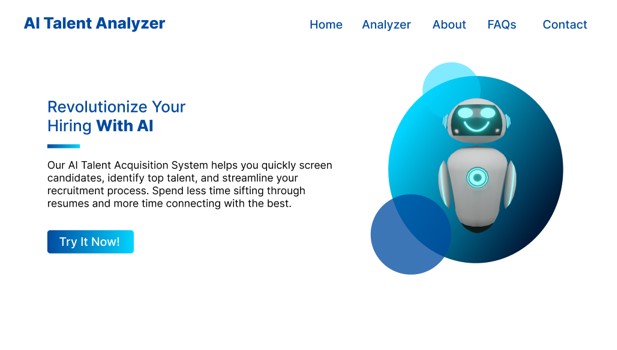 AI Talent Analyzer
Home Analyzer About FAQs Contact
Revolutionize Your
Hiring With AI
Our AI Talent Acquisition System helps you quickly screen
candidates, identify top talent, and streamline your
recruitment process. Spend less time sifting through
resumes and more time connecting with the best.
Try It Now!